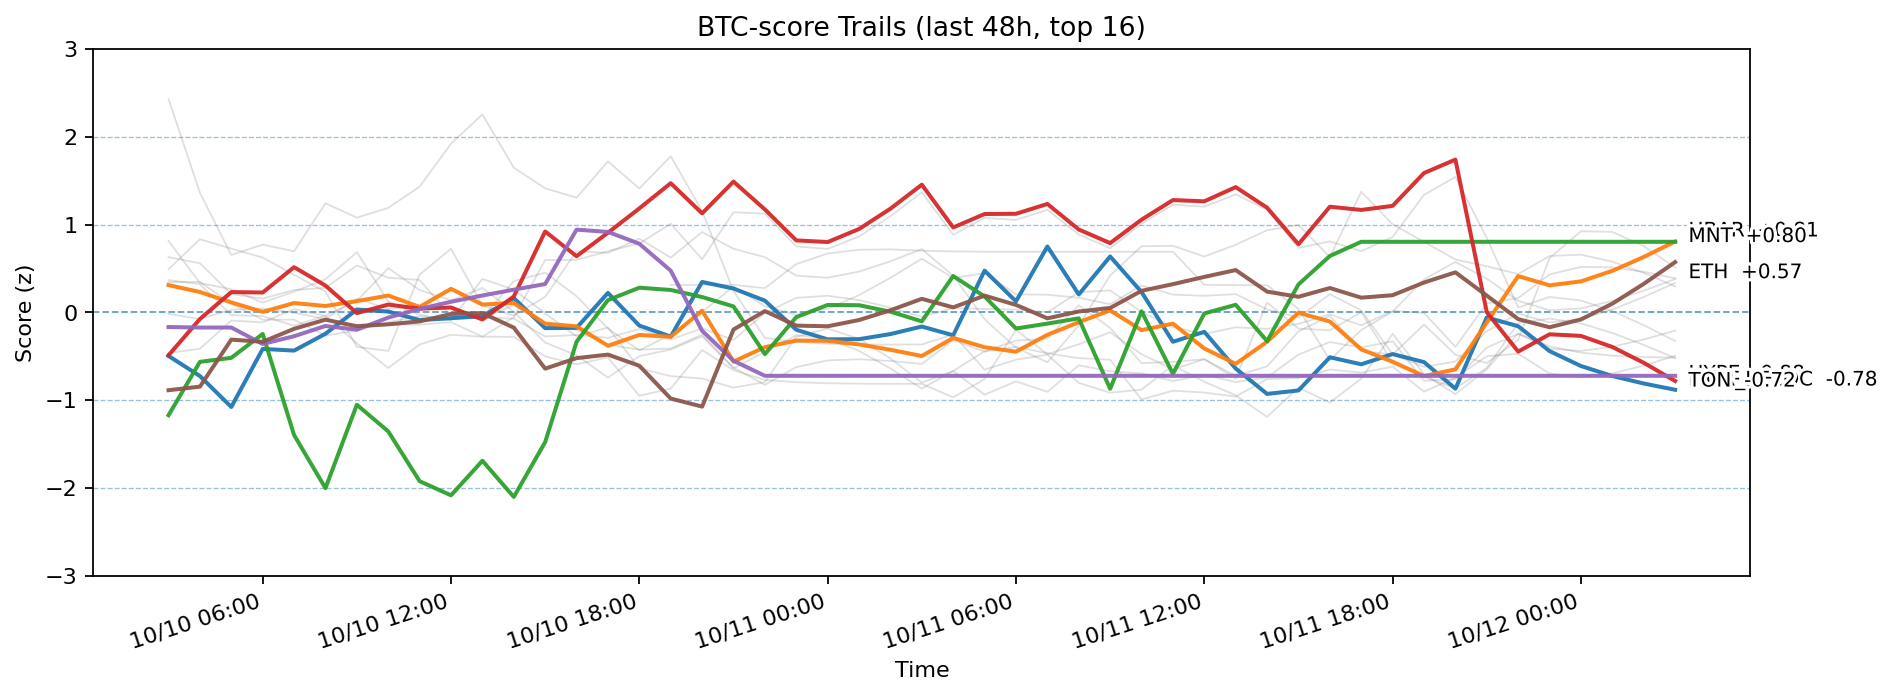 BTC-score Trails (last 48h, top 16)
Score (z)
3
2
1
0
−1
−2
−3
MNT +0.80
ETH +0.57
TON -0.72
-0.78
10/10 06:00
10/10 12:00
10/10 18:00
10/11 00:00
10/11 06:00
10/11 12:00
10/11 18:00
10/12 00:00
Time